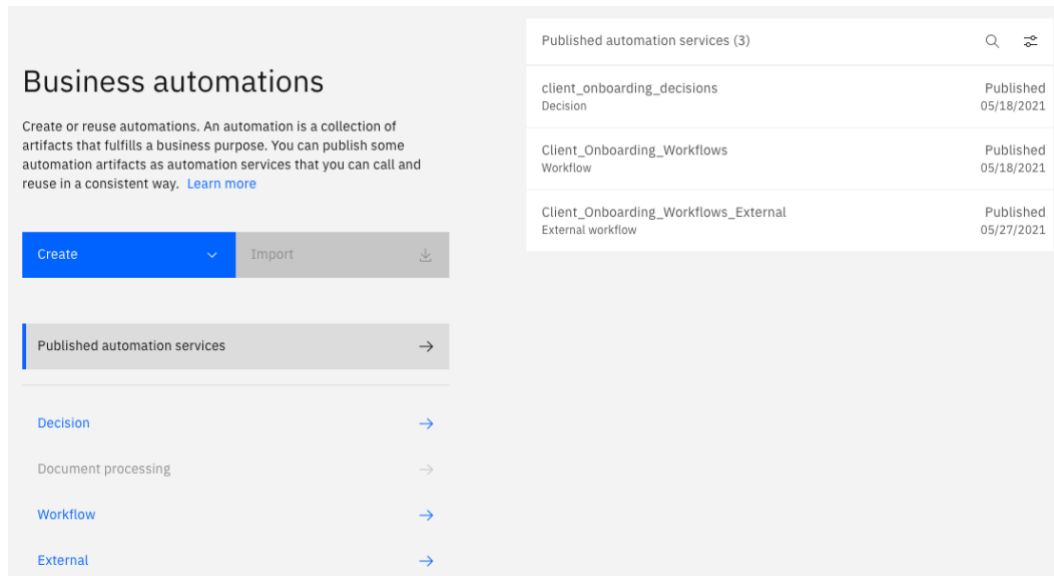 Business automations
Create or reuse automations. An automation is a collection of
artifacts that fulfills a business purpose. You can publish some
automation artifacts as automation services that you can call and
reuse in a consistent way. Learn more
Create
Import
Published automation services
Decision
Document processing
Workflow
External
Published automation services (3)
client_onboarding_decisions
Published
Decision
05/18/2021
Client_Onboarding_Workflows
Published
Workflow
05/18/2021
Client_Onboarding_Workflows_External
Published
External workflow
05/27/2021